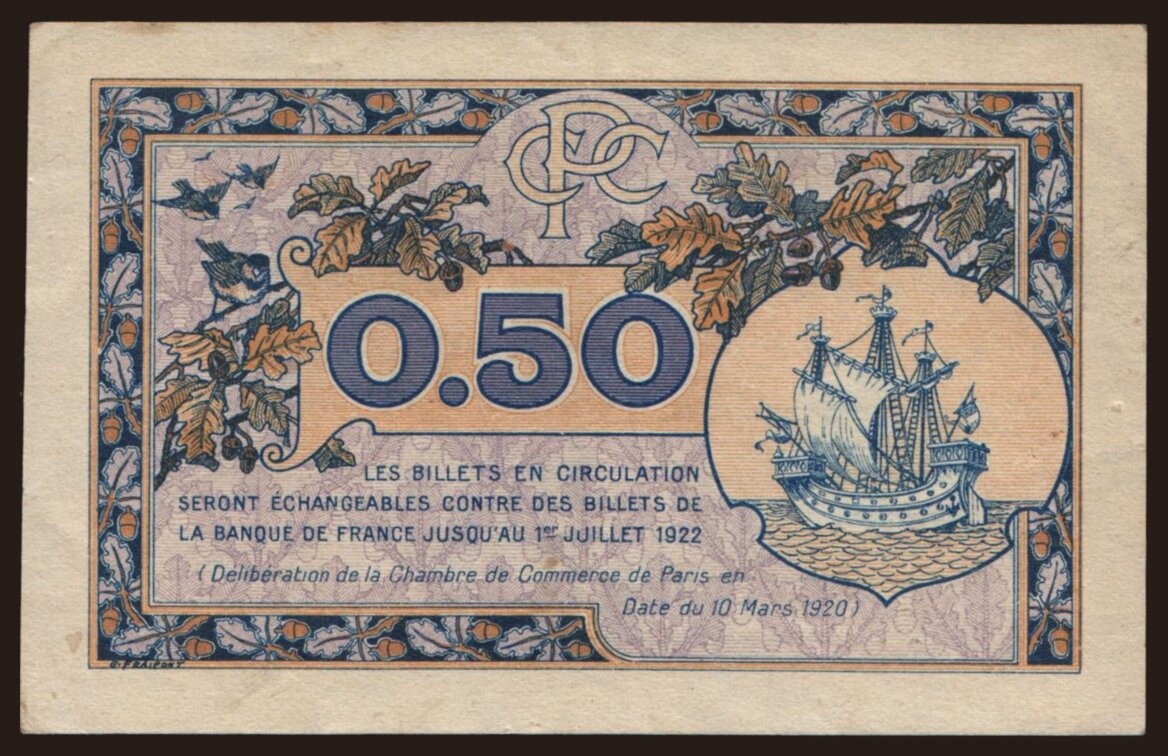 CPC
0.50
LES BILLETS EN CIRCULATION
SERONT ÉCHANGEABLES CONTRE DES BILLETS DE
LA BANQUE DE FRANCE JUSQU'AU 1er JUILLET 1922
(Délibération de la Chambre de Commerce de Paris en
Date du 10 Mars 1920)
G. FRAIPONT